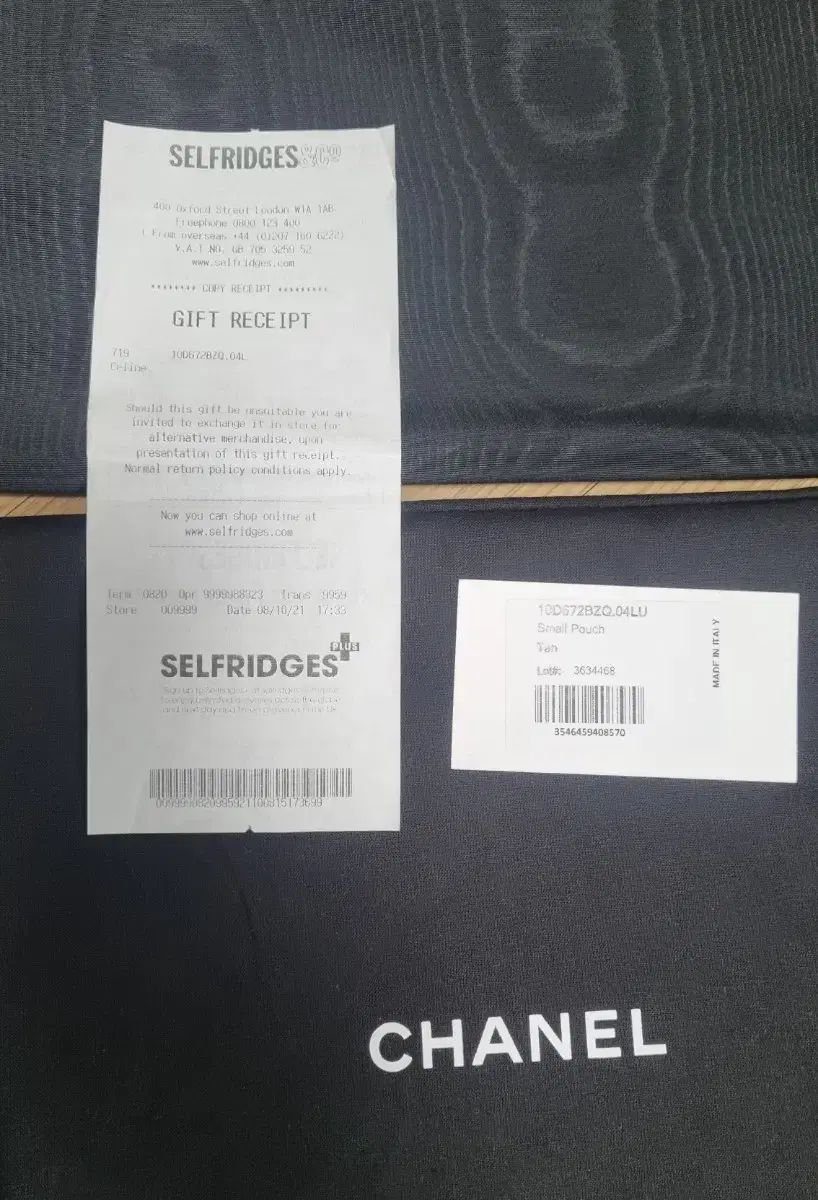 SELFRIDGES&CO
400 Oxford Street London W1A 1AB
Freephone 0800 123 400
( From overseas +44 (0)207 160 6222)
V.A.T NO. GB 705 3259 52
www.selfridges.com
******** COPY RECEIPT *********
GIFT RECEIPT
719 10D672BZQ.04L
Celine
Should this gift be unsuitable you are
invited to exchange it in store for
alternative merchandise, upon
presentation of this gift receipt.
Normal return policy conditions apply.
Now you can shop online at
www.selfridges.com
Term 0820 Opr 9999988323 Trans 9959
Store 009999 Date 08/10/21 17:33
PLUS
SELFRIDGES+
10D672BZQ.04LU
Small Pouch
Tan
Lot#: 3634468
3546459408570
MADE IN ITALY
CHANEL